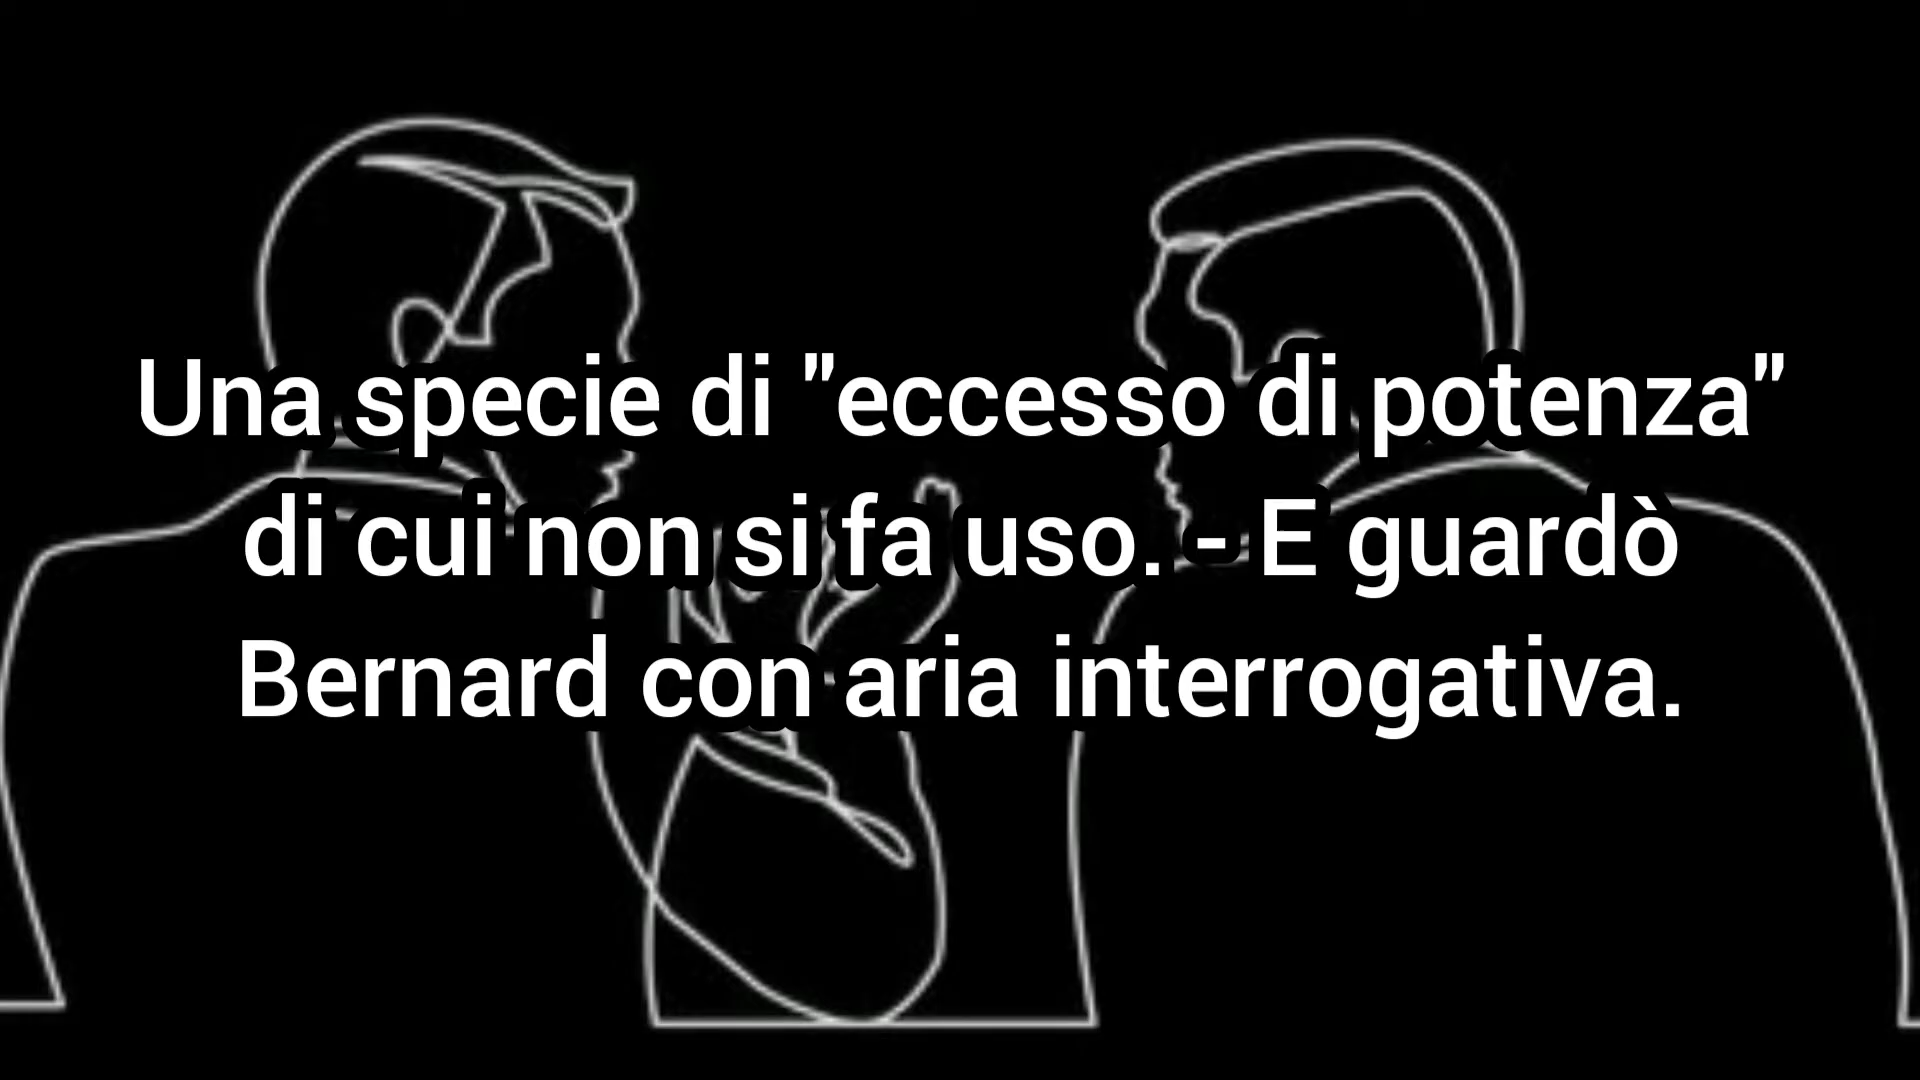 Una specie di "eccesso di potenza"
di cui non si fa uso. - E guardò
Bernard con aria interrogativa.